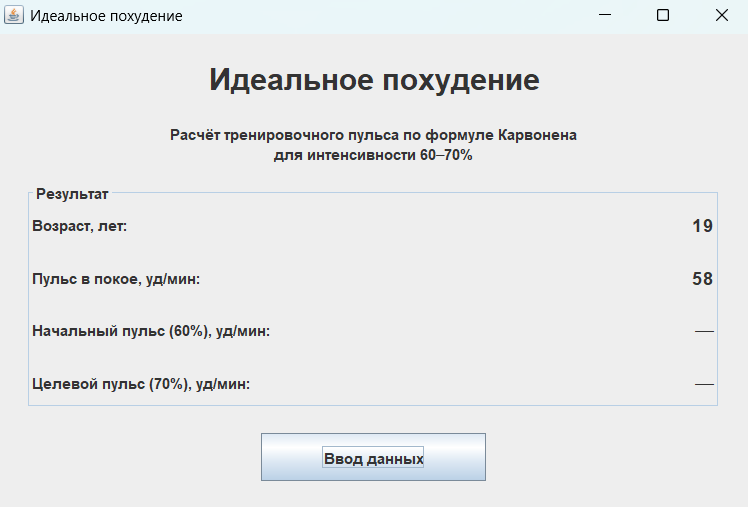 Идеальное похудение
Идеальное похудение
Расчёт тренировочного пульса по формуле Карвонена
для интенсивности 60–70%
Результат
Возраст, лет: 19
Пульс в покое, уд/мин: 58
Начальный пульс (60%), уд/мин: —
Целевой пульс (70%), уд/мин: —
Ввод данных